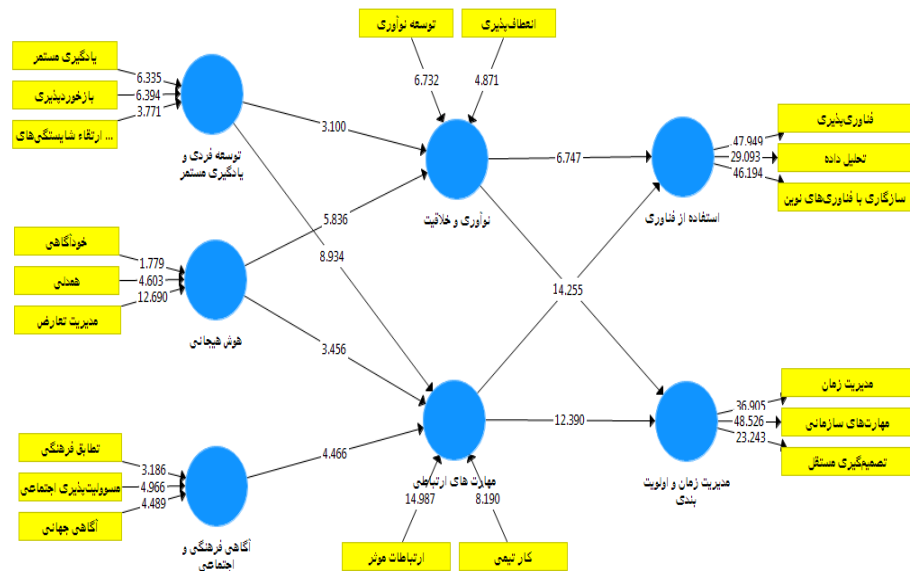 توسعه نوآوری
انعطاف‌پذیری
6.732
4.871
یادگیری مستمر
بازخوردپذیری
ارتقاء شایستگی‌های ...
6.335
6.394
3.771
توسعه فردی و
یادگیری مستمر
3.100
8.934
نوآوری و خلاقیت
6.747
فناوری‌پذیری
تحلیل داده
سازگاری با فناوری‌های نوین
47.949
29.093
46.194
استفاده از فناوری
خودآگاهی
همدلی
مدیریت تعارض
1.779
4.603
12.690
هوش هیجانی
5.836
3.456
14.255
تطابق فرهنگی
مسوولیت‌پذیری اجتماعی
آگاهی جهانی
3.186
4.966
4.489
آگاهی فرهنگی و
اجتماعی
4.466
مهارت های ارتباطی
12.390
14.987
8.190
ارتباطات موثر
کار تیمی
مدیریت زمان
مهارت‌های سازمانی
تصمیم‌گیری مستقل
36.905
48.526
23.243
مدیریت زمان و اولویت
بندی